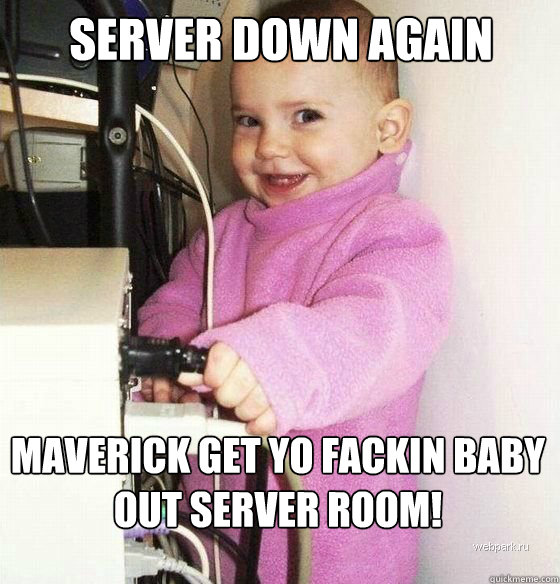 SERVER DOWN AGAIN
MAVERICK GET YO FACKIN BABY
OUT SERVER ROOM!
webpark.ru
quickmeme.com